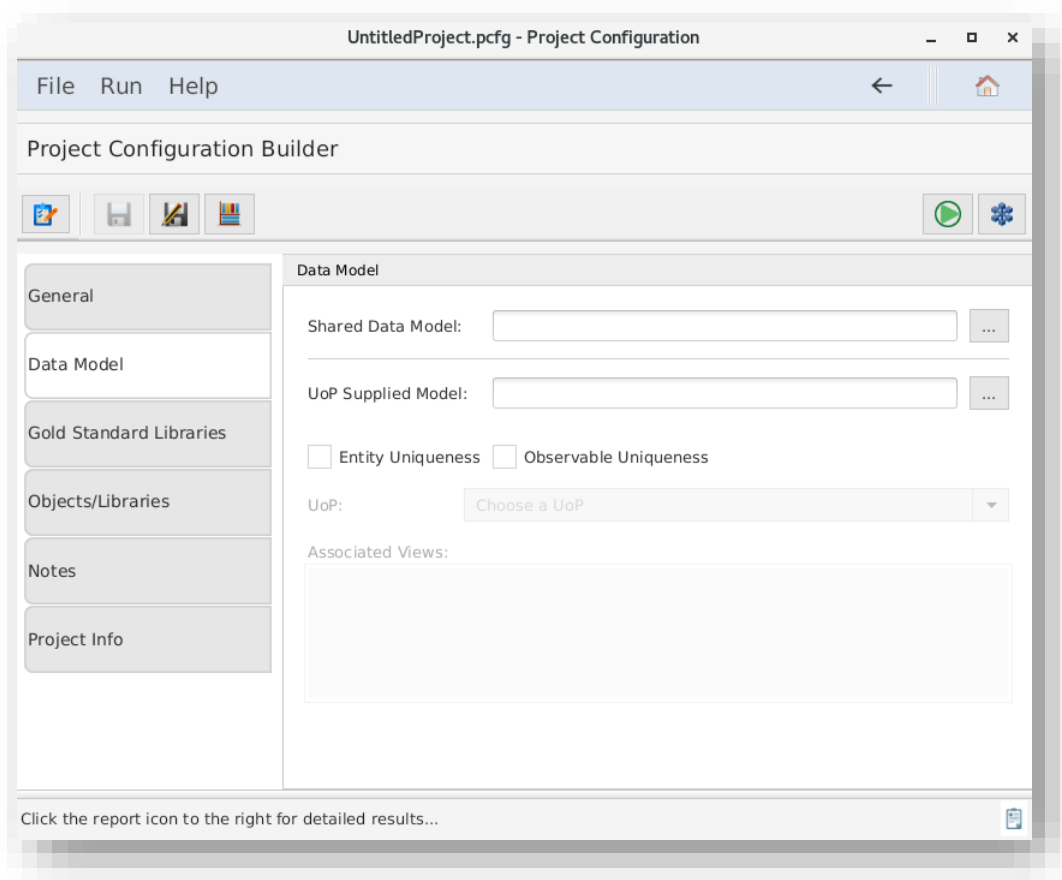 UntitledProject.pcfg - Project Configuration
File Run Help
Project Configuration Builder
General
Data Model
Gold Standard Libraries
Objects/Libraries
Notes
Project Info
Data Model
Shared Data Model:
...
UoP Supplied Model:
...
Entity Uniqueness Observable Uniqueness
UoP: Choose a UoP
Associated Views:
Click the report icon to the right for detailed results...